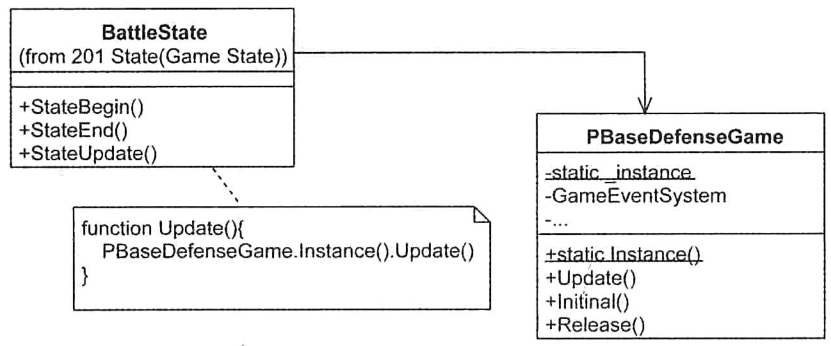 BattleState
(from 201 State(Game State))
+StateBegin()
+StateEnd()
+StateUpdate()
function Update(){
PBaseDefenseGame.Instance().Update()
}
PBaseDefenseGame
-static _instance
-GameEventSystem
-...
+static Instance()
+Update()
+Initinal()
+Release()